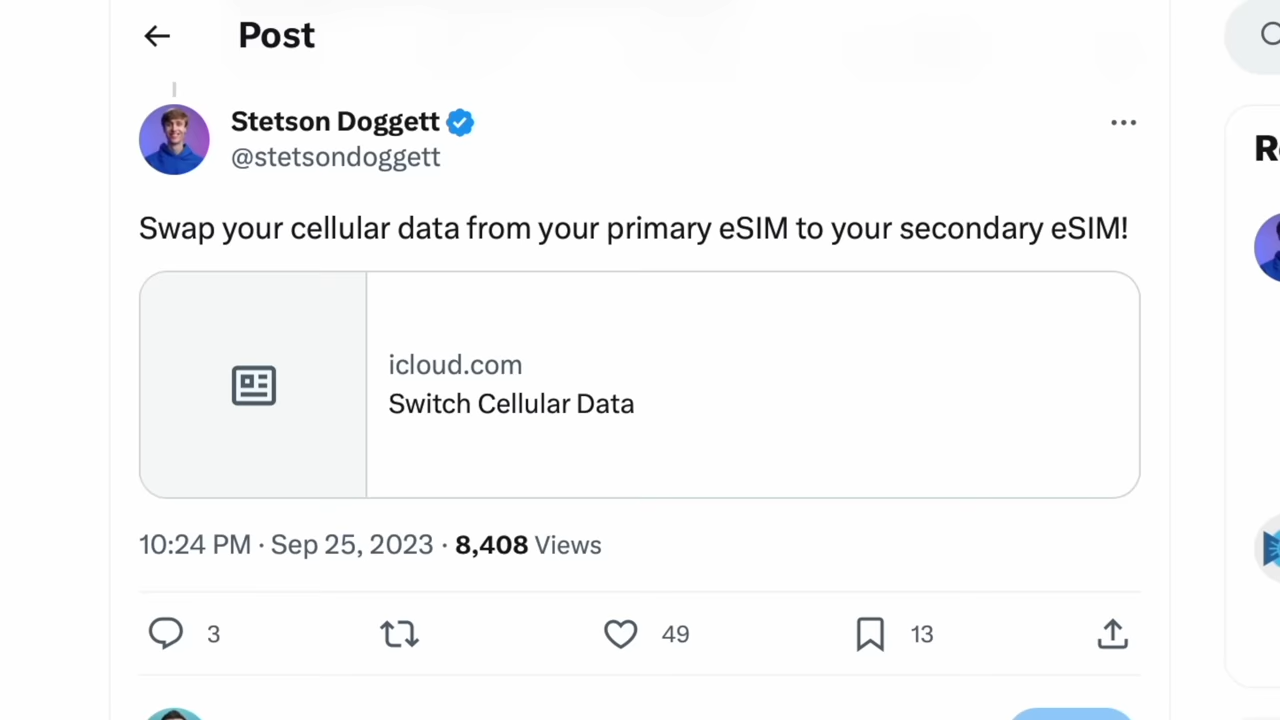 Post
Stetson Doggett
@stetsondoggett
Swap your cellular data from your primary eSIM to your secondary eSIM!
icloud.com
Switch Cellular Data
10:24 PM · Sep 25, 2023 · 8,408 Views
3
49
13